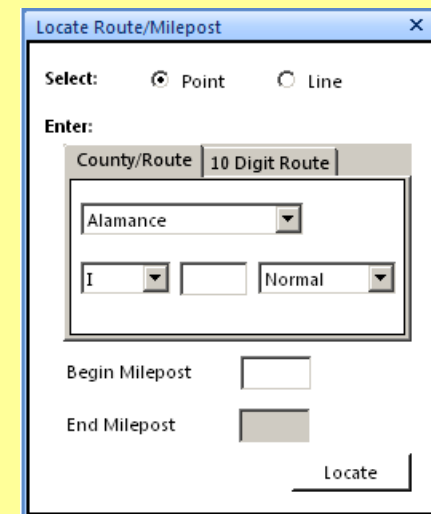 Locate Route/Milepost ×
Select: Point Line
Enter:
County/Route 10 Digit Route
Alamance
I Normal
Begin Milepost
End Milepost
Locate